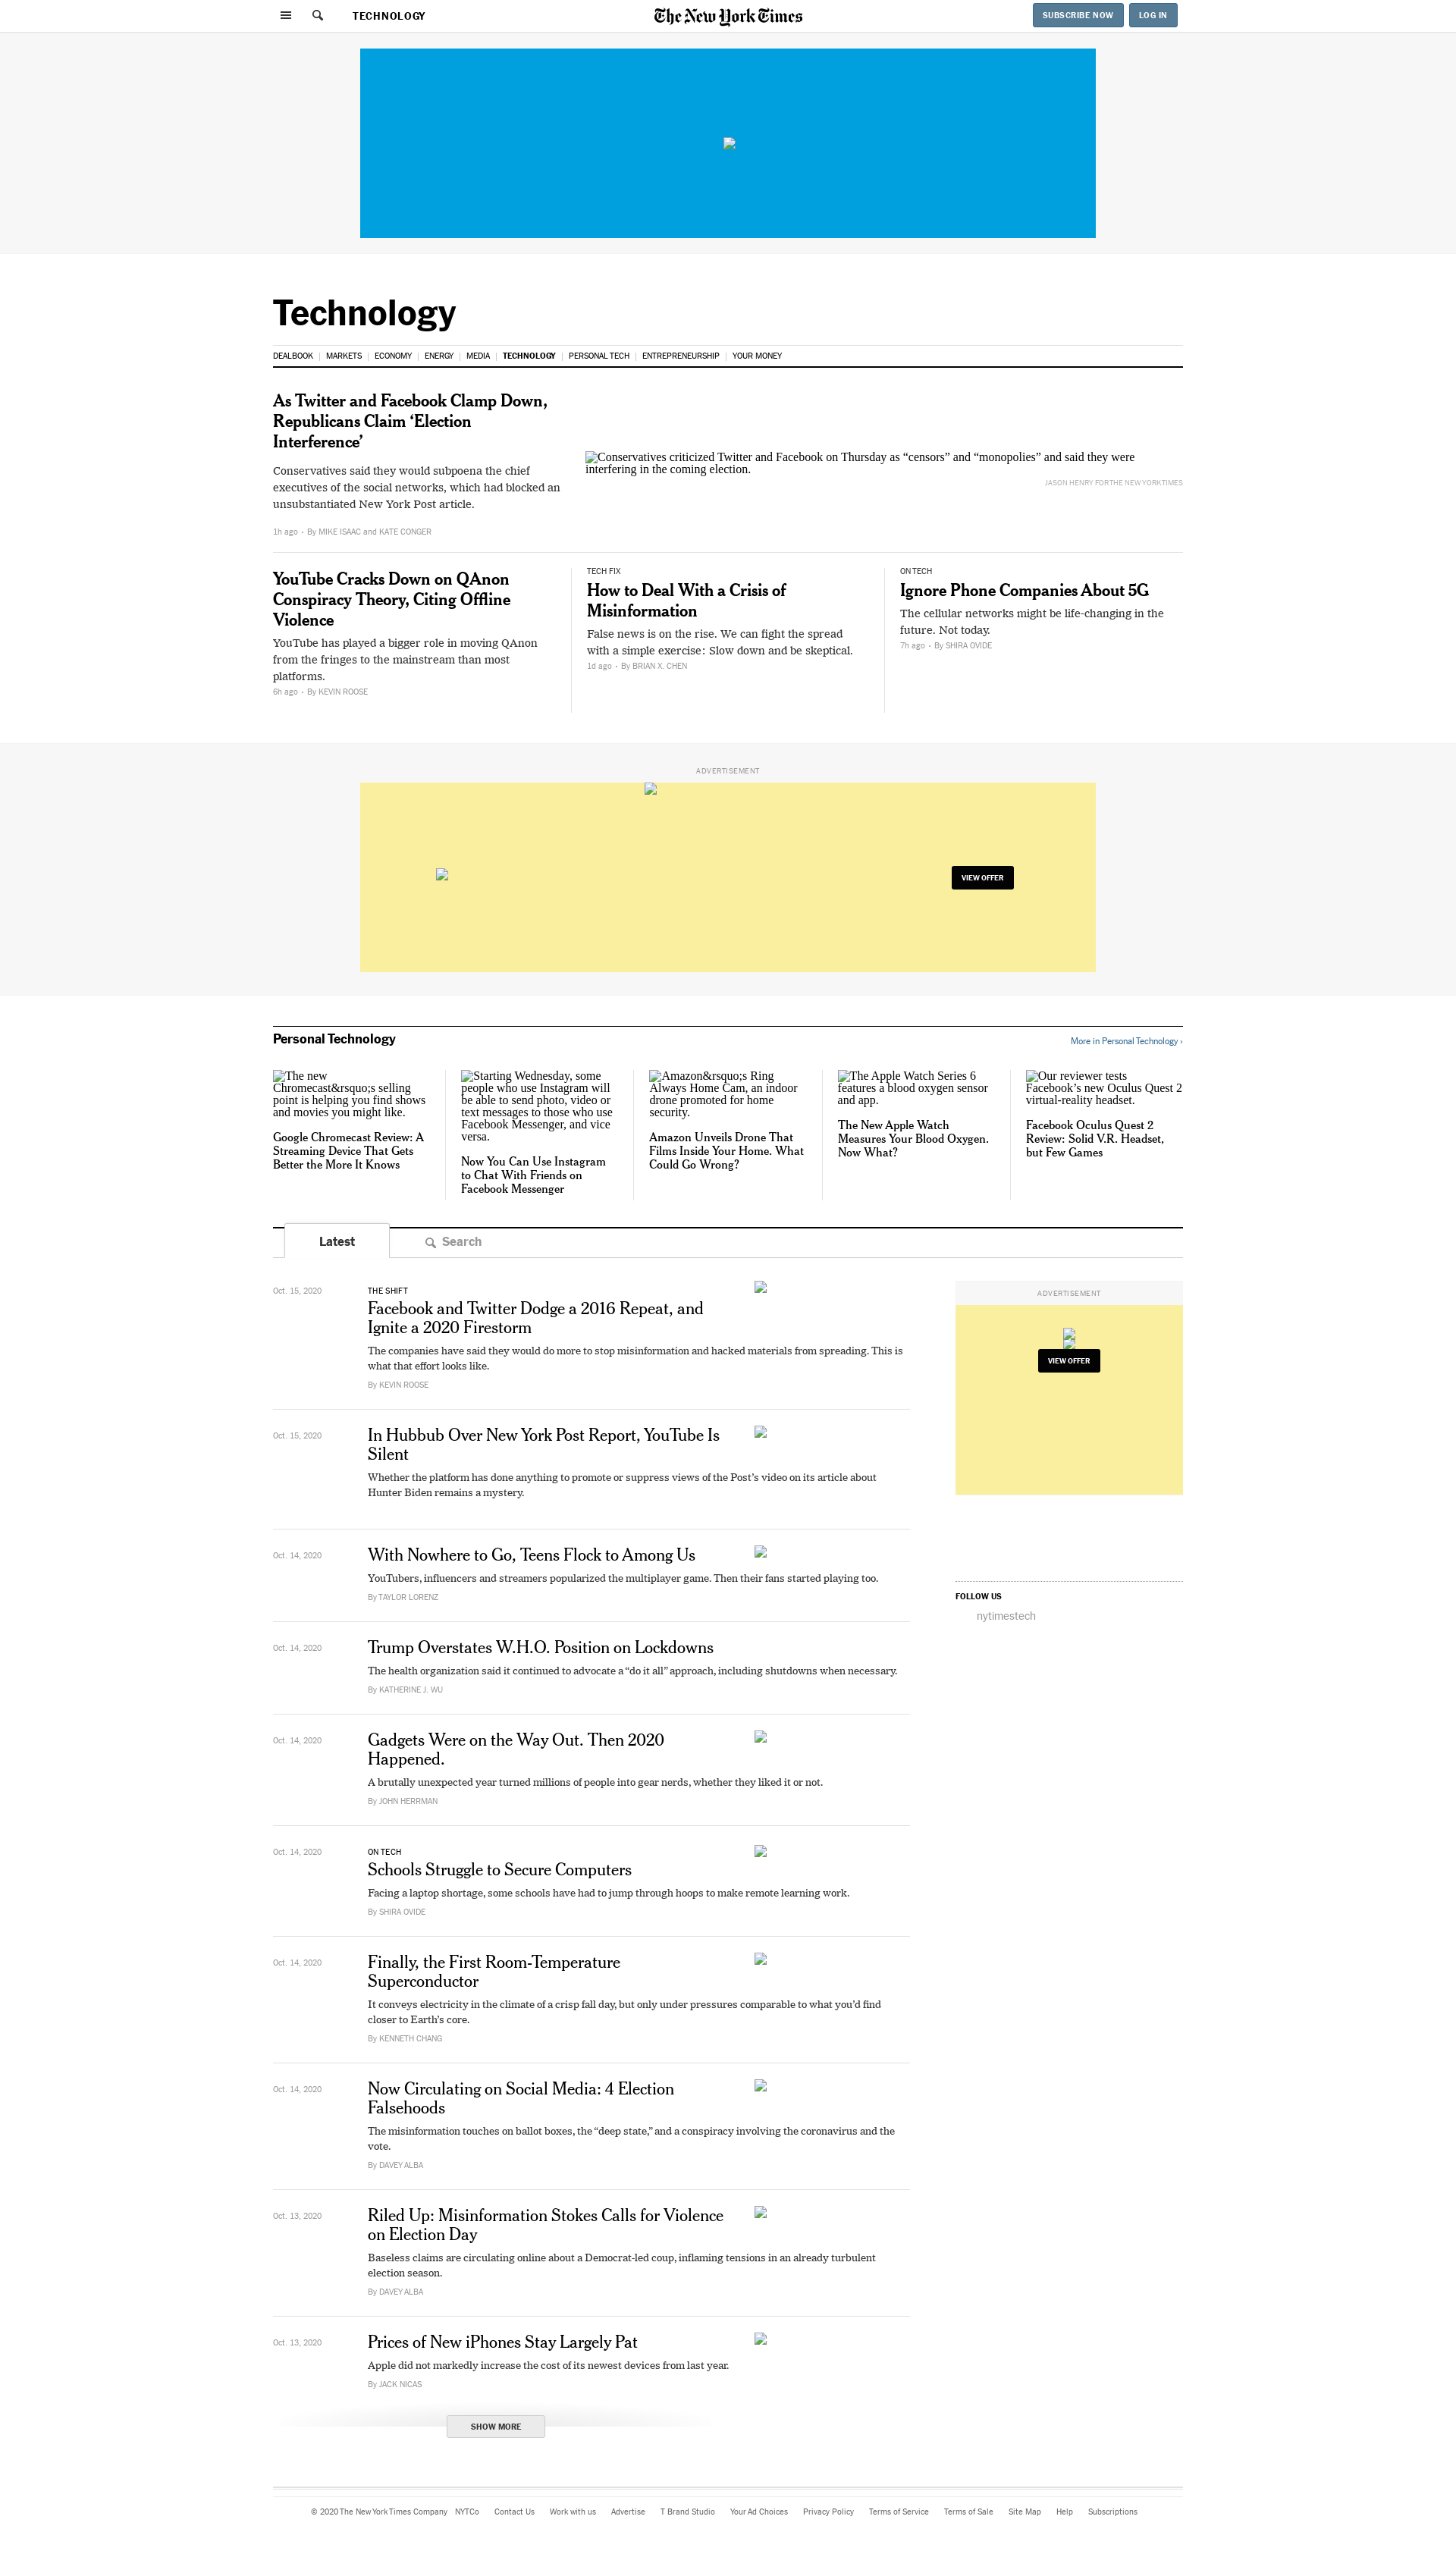 TECHNOLOGY
The New York Times
SUBSCRIBE NOW
LOG IN
Technology
DEALBOOK
MARKETS
ECONOMY
ENERGY
MEDIA
TECHNOLOGY
PERSONAL TECH
ENTREPRENEURSHIP
YOUR MONEY
As Twitter and Facebook Clamp Down,
Republicans Claim ‘Election
Interference’
Conservatives said they would subpoena the chief
executives of the social networks, which had blocked an
unsubstantiated New York Post article.
1h ago • By MIKE ISAAC and KATE CONGER
Conservatives criticized Twitter and Facebook on Thursday as “censors” and “monopolies” and said they were
interfering in the coming election.
JASON HENRY FOR THE NEW YORK TIMES
YouTube Cracks Down on QAnon
Conspiracy Theory, Citing Offline
Violence
YouTube has played a bigger role in moving QAnon
from the fringes to the mainstream than most
platforms.
6h ago • By KEVIN ROOSE
TECH FIX
How to Deal With a Crisis of
Misinformation
False news is on the rise. We can fight the spread
with a simple exercise: Slow down and be skeptical.
1d ago • By BRIAN X. CHEN
ON TECH
Ignore Phone Companies About 5G
The cellular networks might be life-changing in the
future. Not today.
7h ago • By SHIRA OVIDE
ADVERTISEMENT
VIEW OFFER
Personal Technology
More in Personal Technology ›
The new
Chromecast&rsquo;s selling
point is helping you find shows
and movies you might like.
Google Chromecast Review: A
Streaming Device That Gets
Better the More It Knows
Starting Wednesday, some
people who use Instagram will
be able to send photo, video or
text messages to those who use
Facebook Messenger, and vice
versa.
Now You Can Use Instagram
to Chat With Friends on
Facebook Messenger
Amazon&rsquo;s Ring
Always Home Cam, an indoor
drone promoted for home
security.
Amazon Unveils Drone That
Films Inside Your Home. What
Could Go Wrong?
The Apple Watch Series 6
features a blood oxygen sensor
and app.
The New Apple Watch
Measures Your Blood Oxygen.
Now What?
Our reviewer tests
Facebook’s new Oculus Quest 2
virtual-reality headset.
Facebook Oculus Quest 2
Review: Solid V.R. Headset,
but Few Games
Latest
Search
Oct. 15, 2020
THE SHIFT
Facebook and Twitter Dodge a 2016 Repeat, and
Ignite a 2020 Firestorm
The companies have said they would do more to stop misinformation and hacked materials from spreading. This is
what that effort looks like.
By KEVIN ROOSE
ADVERTISEMENT
VIEW OFFER
Oct. 15, 2020
In Hubbub Over New York Post Report, YouTube Is
Silent
Whether the platform has done anything to promote or suppress views of the Post’s video on its article about
Hunter Biden remains a mystery.
Oct. 14, 2020
With Nowhere to Go, Teens Flock to Among Us
YouTubers, influencers and streamers popularized the multiplayer game. Then their fans started playing too.
By TAYLOR LORENZ
FOLLOW US
nytimestech
Oct. 14, 2020
Trump Overstates W.H.O. Position on Lockdowns
The health organization said it continued to advocate a “do it all” approach, including shutdowns when necessary.
By KATHERINE J. WU
Oct. 14, 2020
Gadgets Were on the Way Out. Then 2020
Happened.
A brutally unexpected year turned millions of people into gear nerds, whether they liked it or not.
By JOHN HERRMAN
Oct. 14, 2020
ON TECH
Schools Struggle to Secure Computers
Facing a laptop shortage, some schools have had to jump through hoops to make remote learning work.
By SHIRA OVIDE
Oct. 14, 2020
Finally, the First Room-Temperature
Superconductor
It conveys electricity in the climate of a crisp fall day, but only under pressures comparable to what you’d find
closer to Earth’s core.
By KENNETH CHANG
Oct. 14, 2020
Now Circulating on Social Media: 4 Election
Falsehoods
The misinformation touches on ballot boxes, the “deep state,” and a conspiracy involving the coronavirus and the
vote.
By DAVEY ALBA
Oct. 13, 2020
Riled Up: Misinformation Stokes Calls for Violence
on Election Day
Baseless claims are circulating online about a Democrat-led coup, inflaming tensions in an already turbulent
election season.
By DAVEY ALBA
Oct. 13, 2020
Prices of New iPhones Stay Largely Pat
Apple did not markedly increase the cost of its newest devices from last year.
By JACK NICAS
SHOW MORE
© 2020 The New York Times Company NYTCo Contact Us Work with us Advertise T Brand Studio Your Ad Choices Privacy Policy Terms of Service Terms of Sale Site Map Help Subscriptions